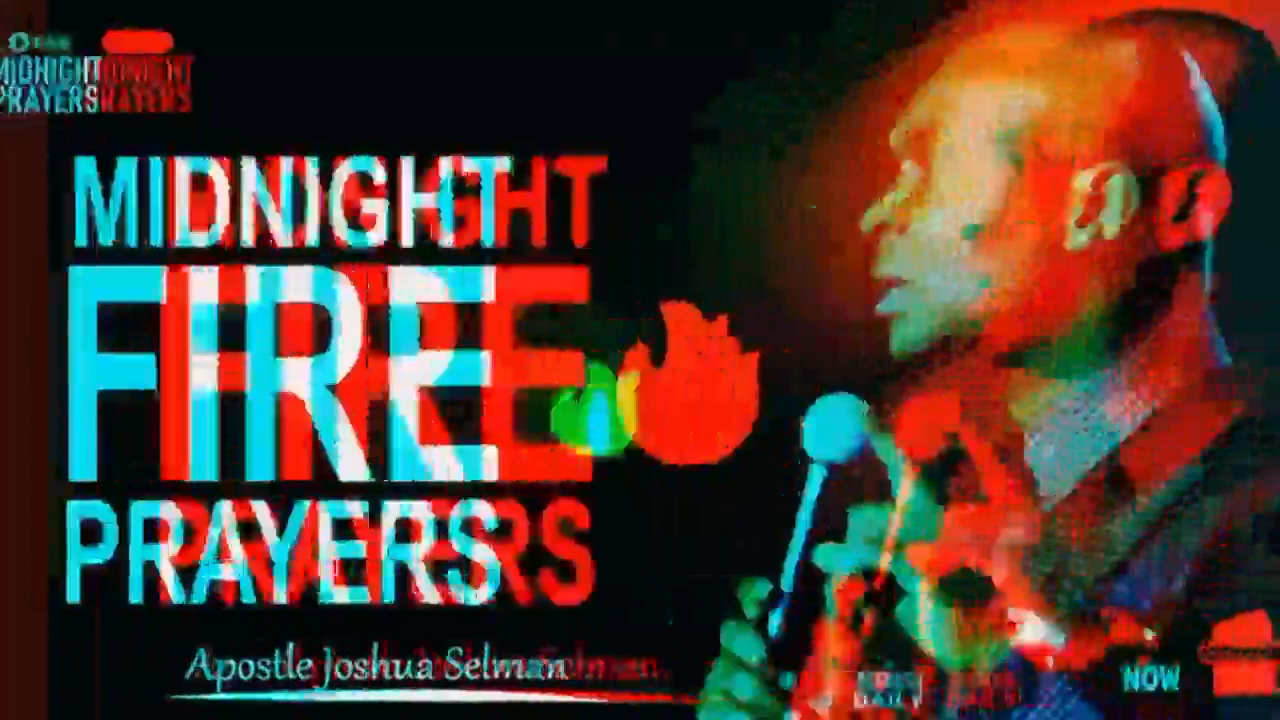 MIDNIGHT
PRAYERS
MIDNIGHT
FIRE
PRAYERS
Apostle Joshua Selman
NOW